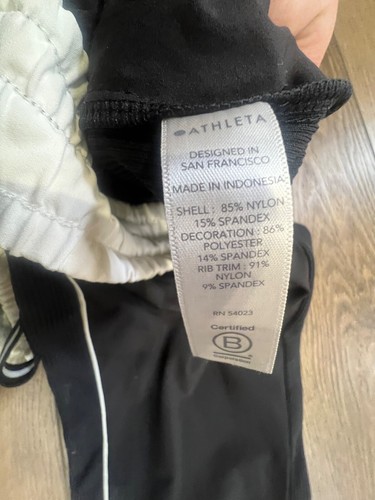 ATHLETA
DESIGNED IN
SAN FRANCISCO
MADE IN INDONESIA
SHELL : 85% NYLON
15% SPANDEX
DECORATION : 86%
POLYESTER
14% SPANDEX
RIB TRIM : 91%
NYLON
9% SPANDEX
RN 54023
Certified
B